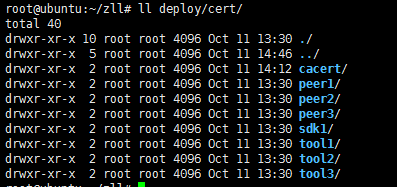 root@ubuntu:~/zll# ll deploy/cert/
total 40
drwxr-xr-x 10 root root 4096 Oct 11 13:30 ./
drwxr-xr-x  5 root root 4096 Oct 11 14:46 ../
drwxr-xr-x  2 root root 4096 Oct 11 14:12 cacert/
drwxr-xr-x  2 root root 4096 Oct 11 13:30 peer1/
drwxr-xr-x  2 root root 4096 Oct 11 13:30 peer2/
drwxr-xr-x  2 root root 4096 Oct 11 13:30 peer3/
drwxr-xr-x  2 root root 4096 Oct 11 13:30 sdk1/
drwxr-xr-x  2 root root 4096 Oct 11 13:30 tool1/
drwxr-xr-x  2 root root 4096 Oct 11 13:30 tool2/
drwxr-xr-x  2 root root 4096 Oct 11 13:30 tool3/
root@ubuntu:~/zll#